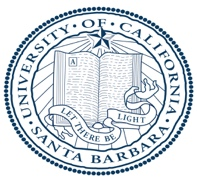 UNIVERSITY · OF · CALIFORNIA
A
LET THERE BE
LIGHT
· SANTA BARBARA ·